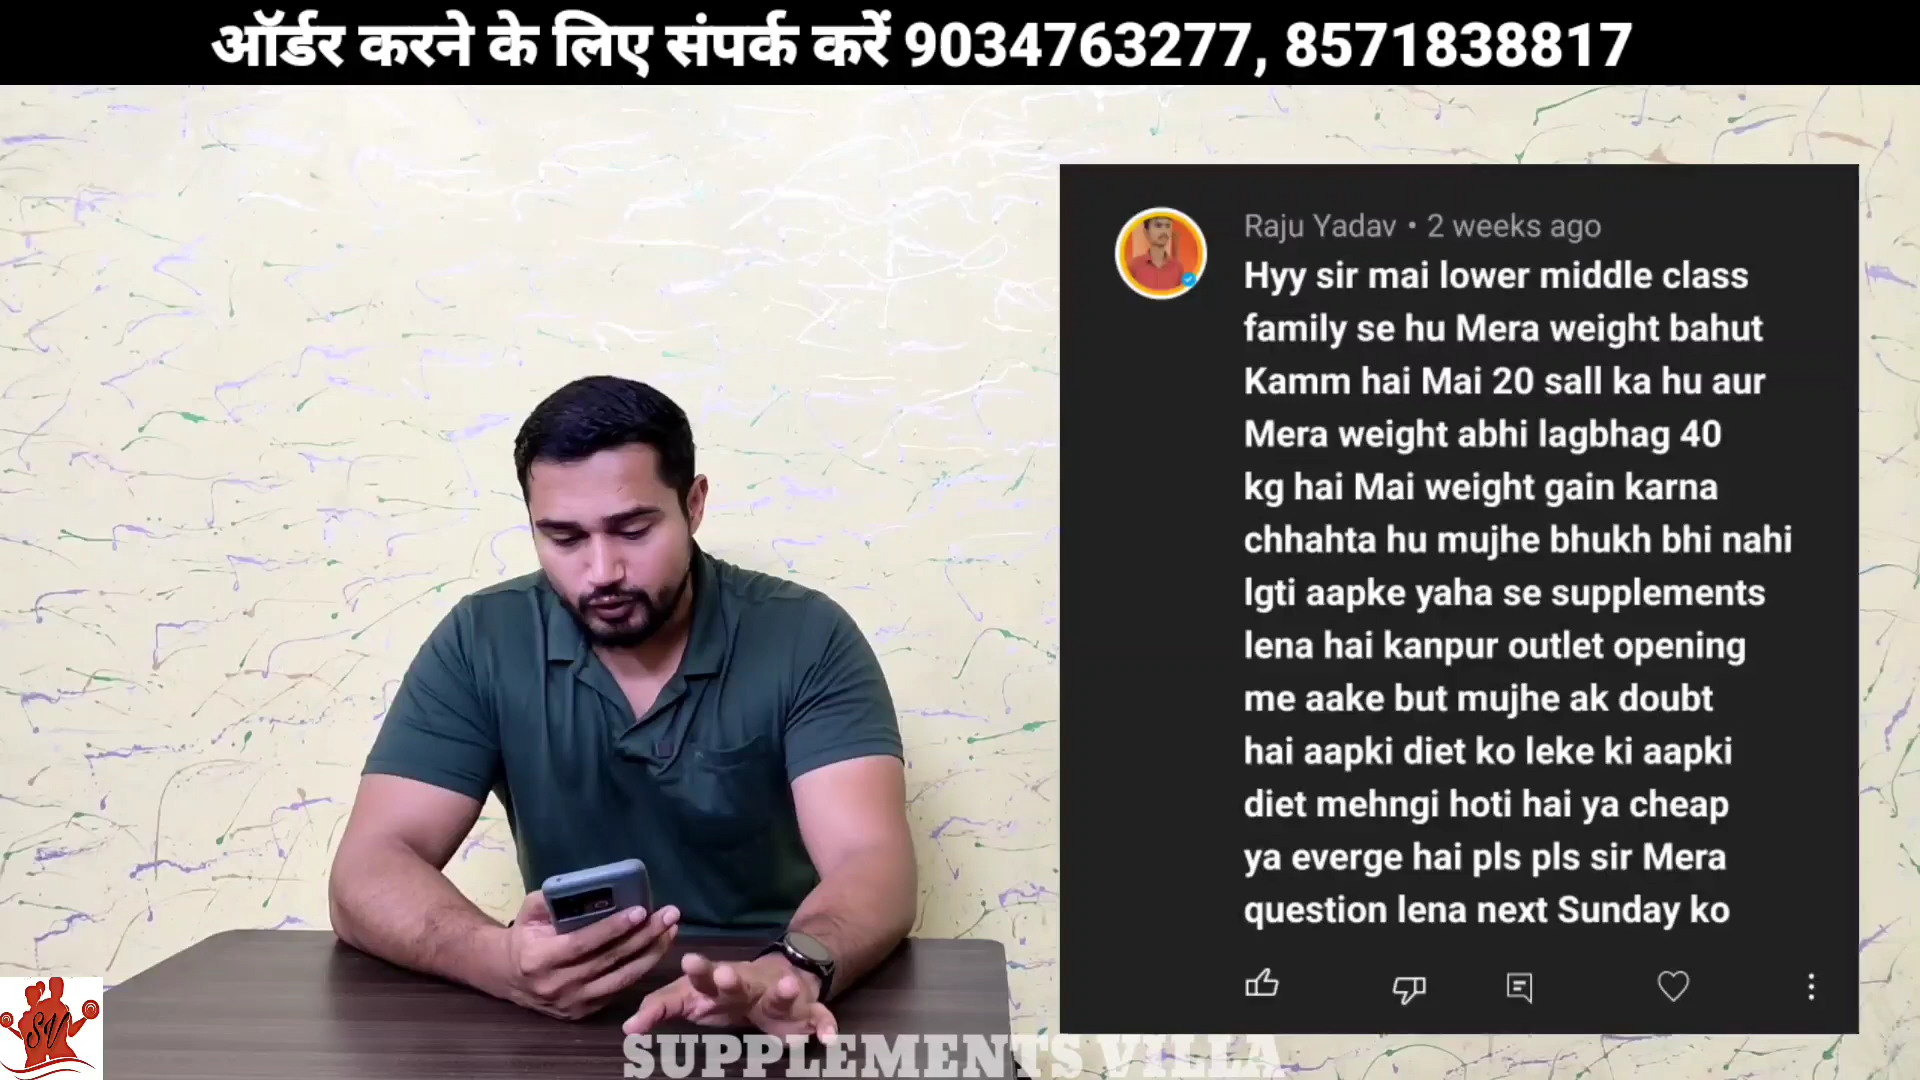 ऑर्डर करने के लिए संपर्क करें 9034763277, 8571838817
Raju Yadav • 2 weeks ago
Hyy sir mai lower middle class
family se hu Mera weight bahut
Kamm hai Mai 20 sall ka hu aur
Mera weight abhi lagbhag 40
kg hai Mai weight gain karna
chhahta hu mujhe bhukh bhi nahi
lgti aapke yaha se supplements
lena hai kanpur outlet opening
me aake but mujhe ak doubt
hai aapki diet ko leke ki aapki
diet mehngi hoti hai ya cheap
ya everge hai pls pls sir Mera
question lena next Sunday ko
SV
SUPPLEMENTS VILLA